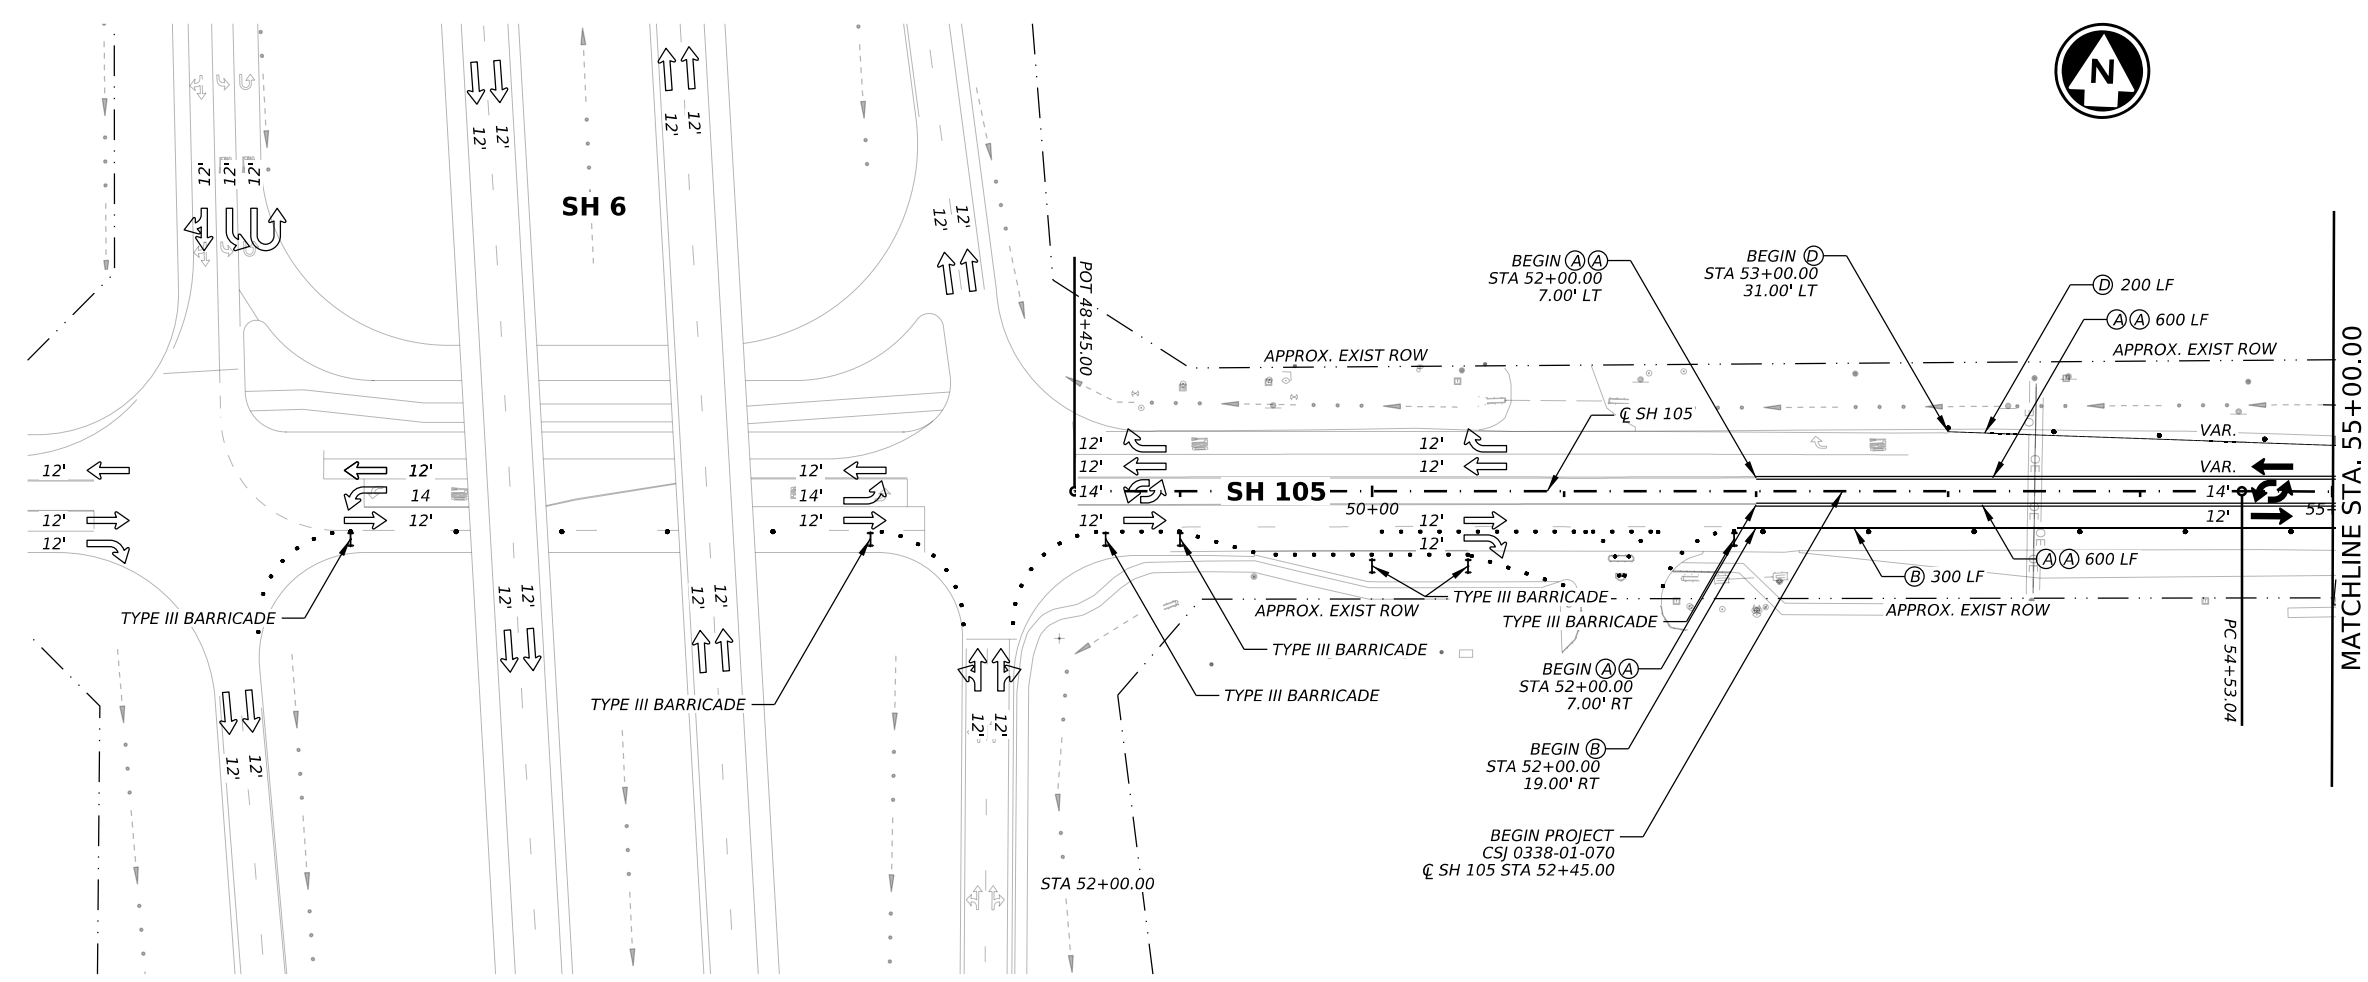 N
12'
12'
12'
12'
12'
12'
12'
SH 6
12'
12'
POT 48+45.00
BEGIN A A
STA 52+00.00
7.00' LT
BEGIN D
STA 53+00.00
31.00' LT
D 200 LF
A A 600 LF
APPROX. EXIST ROW
APPROX. EXIST ROW
℄ SH 105
MATCHLINE STA. 55+00.00
12'
12'
12'
VAR.
12'
12'
12'
12'
12'
VAR.
14
14'
14'
SH 105
50+00
14'
55+
12'
12'
12'
12'
12'
12'
12'
12'
OE
OE
OE
A A 600 LF
B 300 LF
TYPE III BARRICADE
APPROX. EXIST ROW
APPROX. EXIST ROW
12'
12'
12'
12'
TYPE III BARRICADE
TYPE III BARRICADE
TYPE III BARRICADE
TYPE III BARRICADE
TYPE III BARRICADE
BEGIN A A
STA 52+00.00
7.00' RT
PC 54+53.04
12'
12'
12'
12'
BEGIN B
STA 52+00.00
19.00' RT
BEGIN PROJECT
CSJ 0338-01-070
℄ SH 105 STA 52+45.00
STA 52+00.00